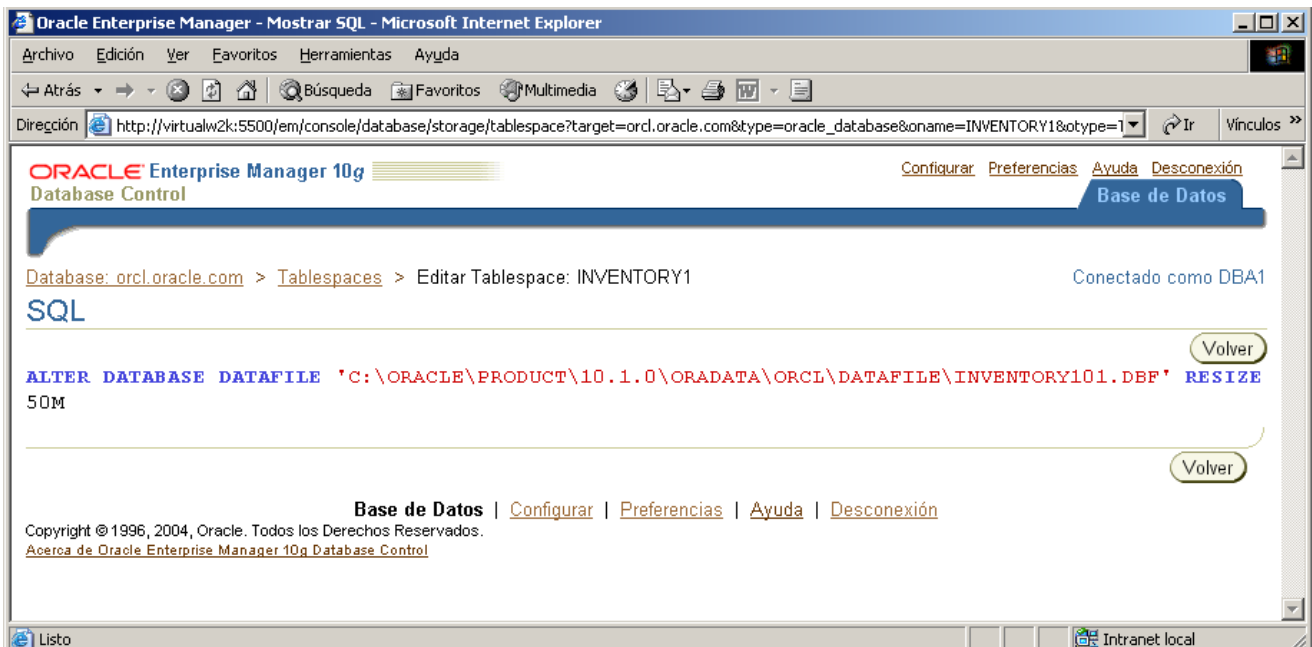 Oracle Enterprise Manager - Mostrar SQL - Microsoft Internet Explorer
Archivo Edición Ver Favoritos Herramientas Ayuda
Atrás Búsqueda Favoritos Multimedia
Dirección http://virtualw2k:5500/em/console/database/storage/tablespace?target=orcl.oracle.com&type=oracle_database&oname=INVENTORY1&otype= Ir Vínculos »
ORACLE Enterprise Manager 10g
Configurar Preferencias Ayuda Desconexión
Database Control
Base de Datos
Database: orcl.oracle.com > Tablespaces > Editar Tablespace: INVENTORY1
Conectado como DBA1
SQL
Volver
ALTER DATABASE DATAFILE 'C:\ORACLE\PRODUCT\10.1.0\ORADATA\ORCL\DATAFILE\INVENTORY101.DBF' RESIZE
50M
Volver
Base de Datos | Configurar | Preferencias | Ayuda | Desconexión
Copyright © 1996, 2004, Oracle. Todos los Derechos Reservados.
Acerca de Oracle Enterprise Manager 10g Database Control
Listo
Intranet local